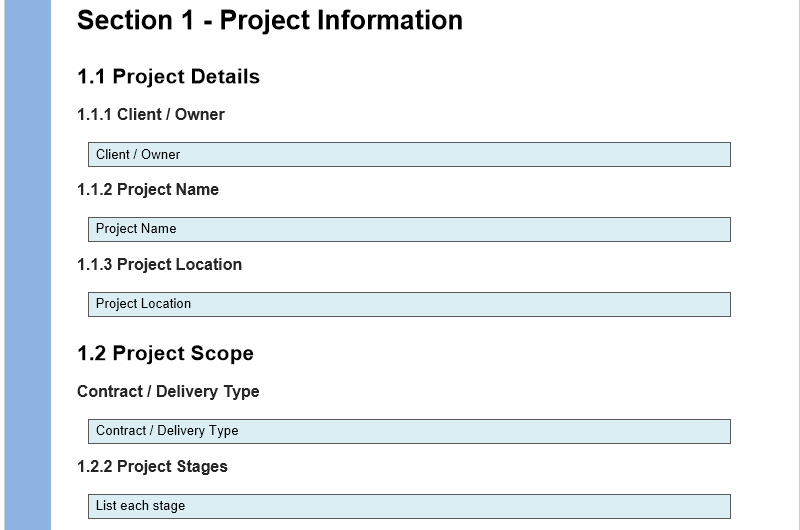 Section 1 - Project Information
1.1 Project Details
1.1.1 Client / Owner
Client / Owner
1.1.2 Project Name
Project Name
1.1.3 Project Location
Project Location
1.2 Project Scope
Contract / Delivery Type
Contract / Delivery Type
1.2.2 Project Stages
List each stage